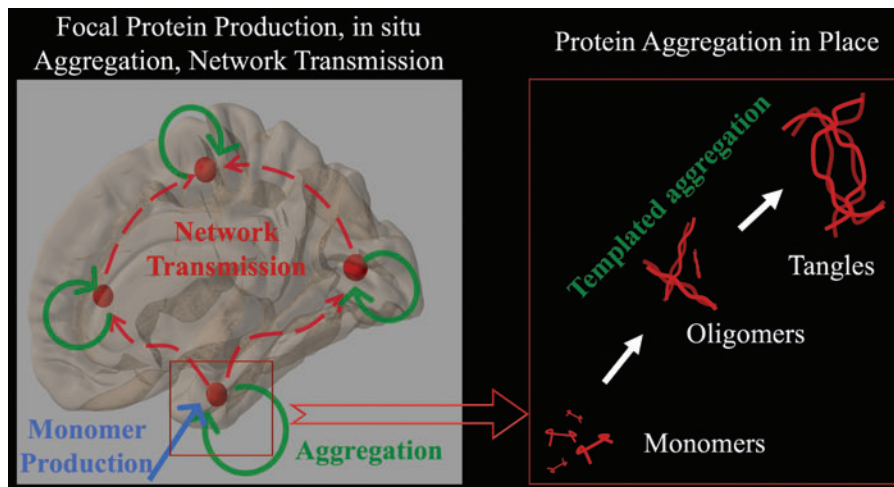 Focal Protein Production, in situ
Aggregation, Network Transmission
Network
Transmission
Monomer
Production
Aggregation
Protein Aggregation in Place
Templated aggregation
Tangles
Oligomers
Monomers